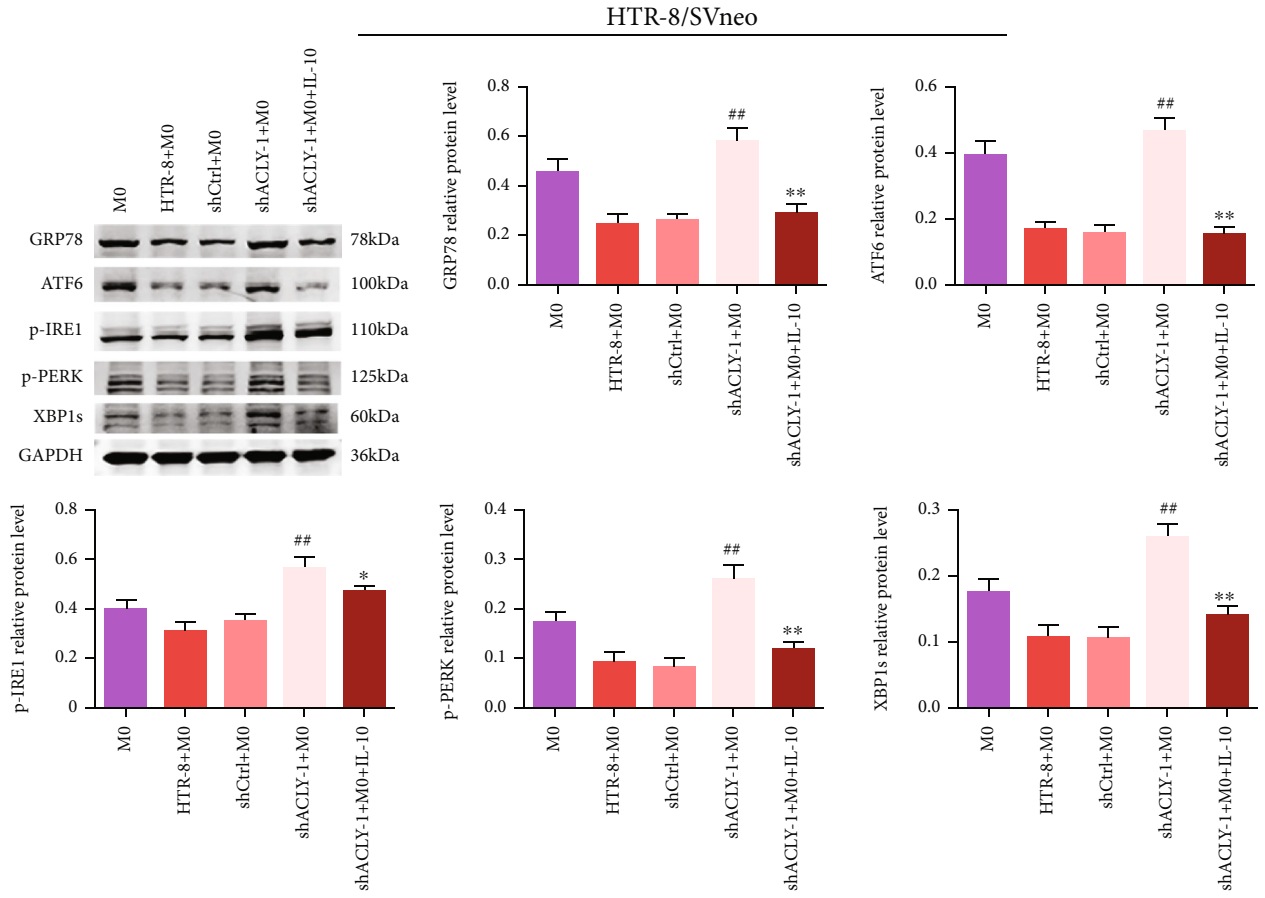 HTR-8/SVneo
M0
HTR-8+M0
shCtrl+M0
shACLY-1+M0
shACLY-1+M0+IL-10
GRP78 78kDa
ATF6 100kDa
p-IRE1 110kDa
p-PERK 125kDa
XBP1s 60kDa
GAPDH 36kDa
GRP78 relative protein level
0.8
0.6
0.4
0.2
0.0
##
**
M0
HTR-8+M0
shCtrl+M0
shACLY-1+M0
shACLY-1+M0+IL-10
ATF6 relative protein level
0.6
0.4
0.2
0.0
##
**
M0
HTR-8+M0
shCtrl+M0
shACLY-1+M0
shACLY-1+M0+IL-10
p-IRE1 relative protein level
0.8
0.6
0.4
0.2
0
##
*
M0
HTR-8+M0
shCtrl+M0
shACLY-1+M0
shACLY-1+M0+IL-10
p-PERK relative protein level
0.4
0.3
0.2
0.1
0.0
##
**
M0
HTR-8+M0
shCtrl+M0
shACLY-1+M0
shACLY-1+M0+IL-10
XBP1s relative protein level
0.3
0.2
0.1
0.0
##
**
M0
HTR-8+M0
shCtrl+M0
shACLY-1+M0
shACLY-1+M0+IL-10